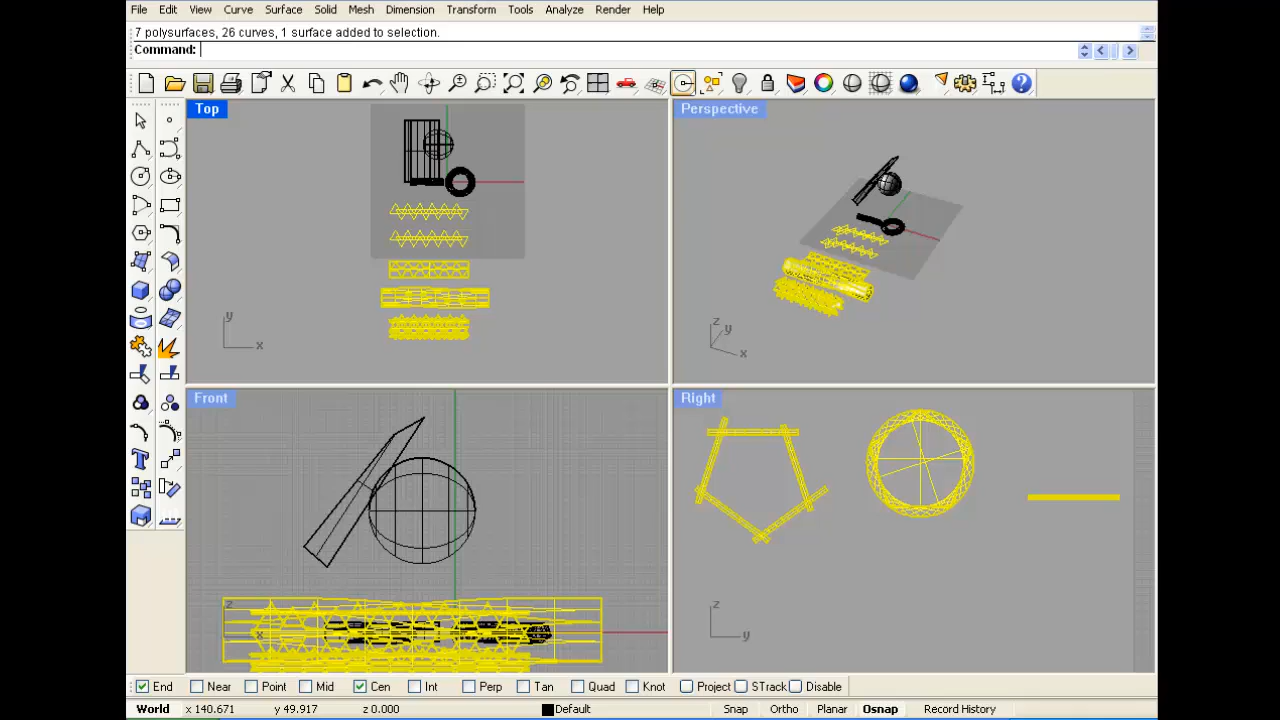 File Edit View Curve Surface Solid Mesh Dimension Transform Tools Analyze Render Help
7 polysurfaces, 26 curves, 1 surface added to selection.
Command:
Top
Perspective
y
x
z
y
x
Front
Right
z
x
z
y
End Near Point Mid Cen Int Perp Tan Quad Knot Project STrack Disable
World x 140.671 y 49.917 z 0.000 Default Snap Ortho Planar Osnap Record History